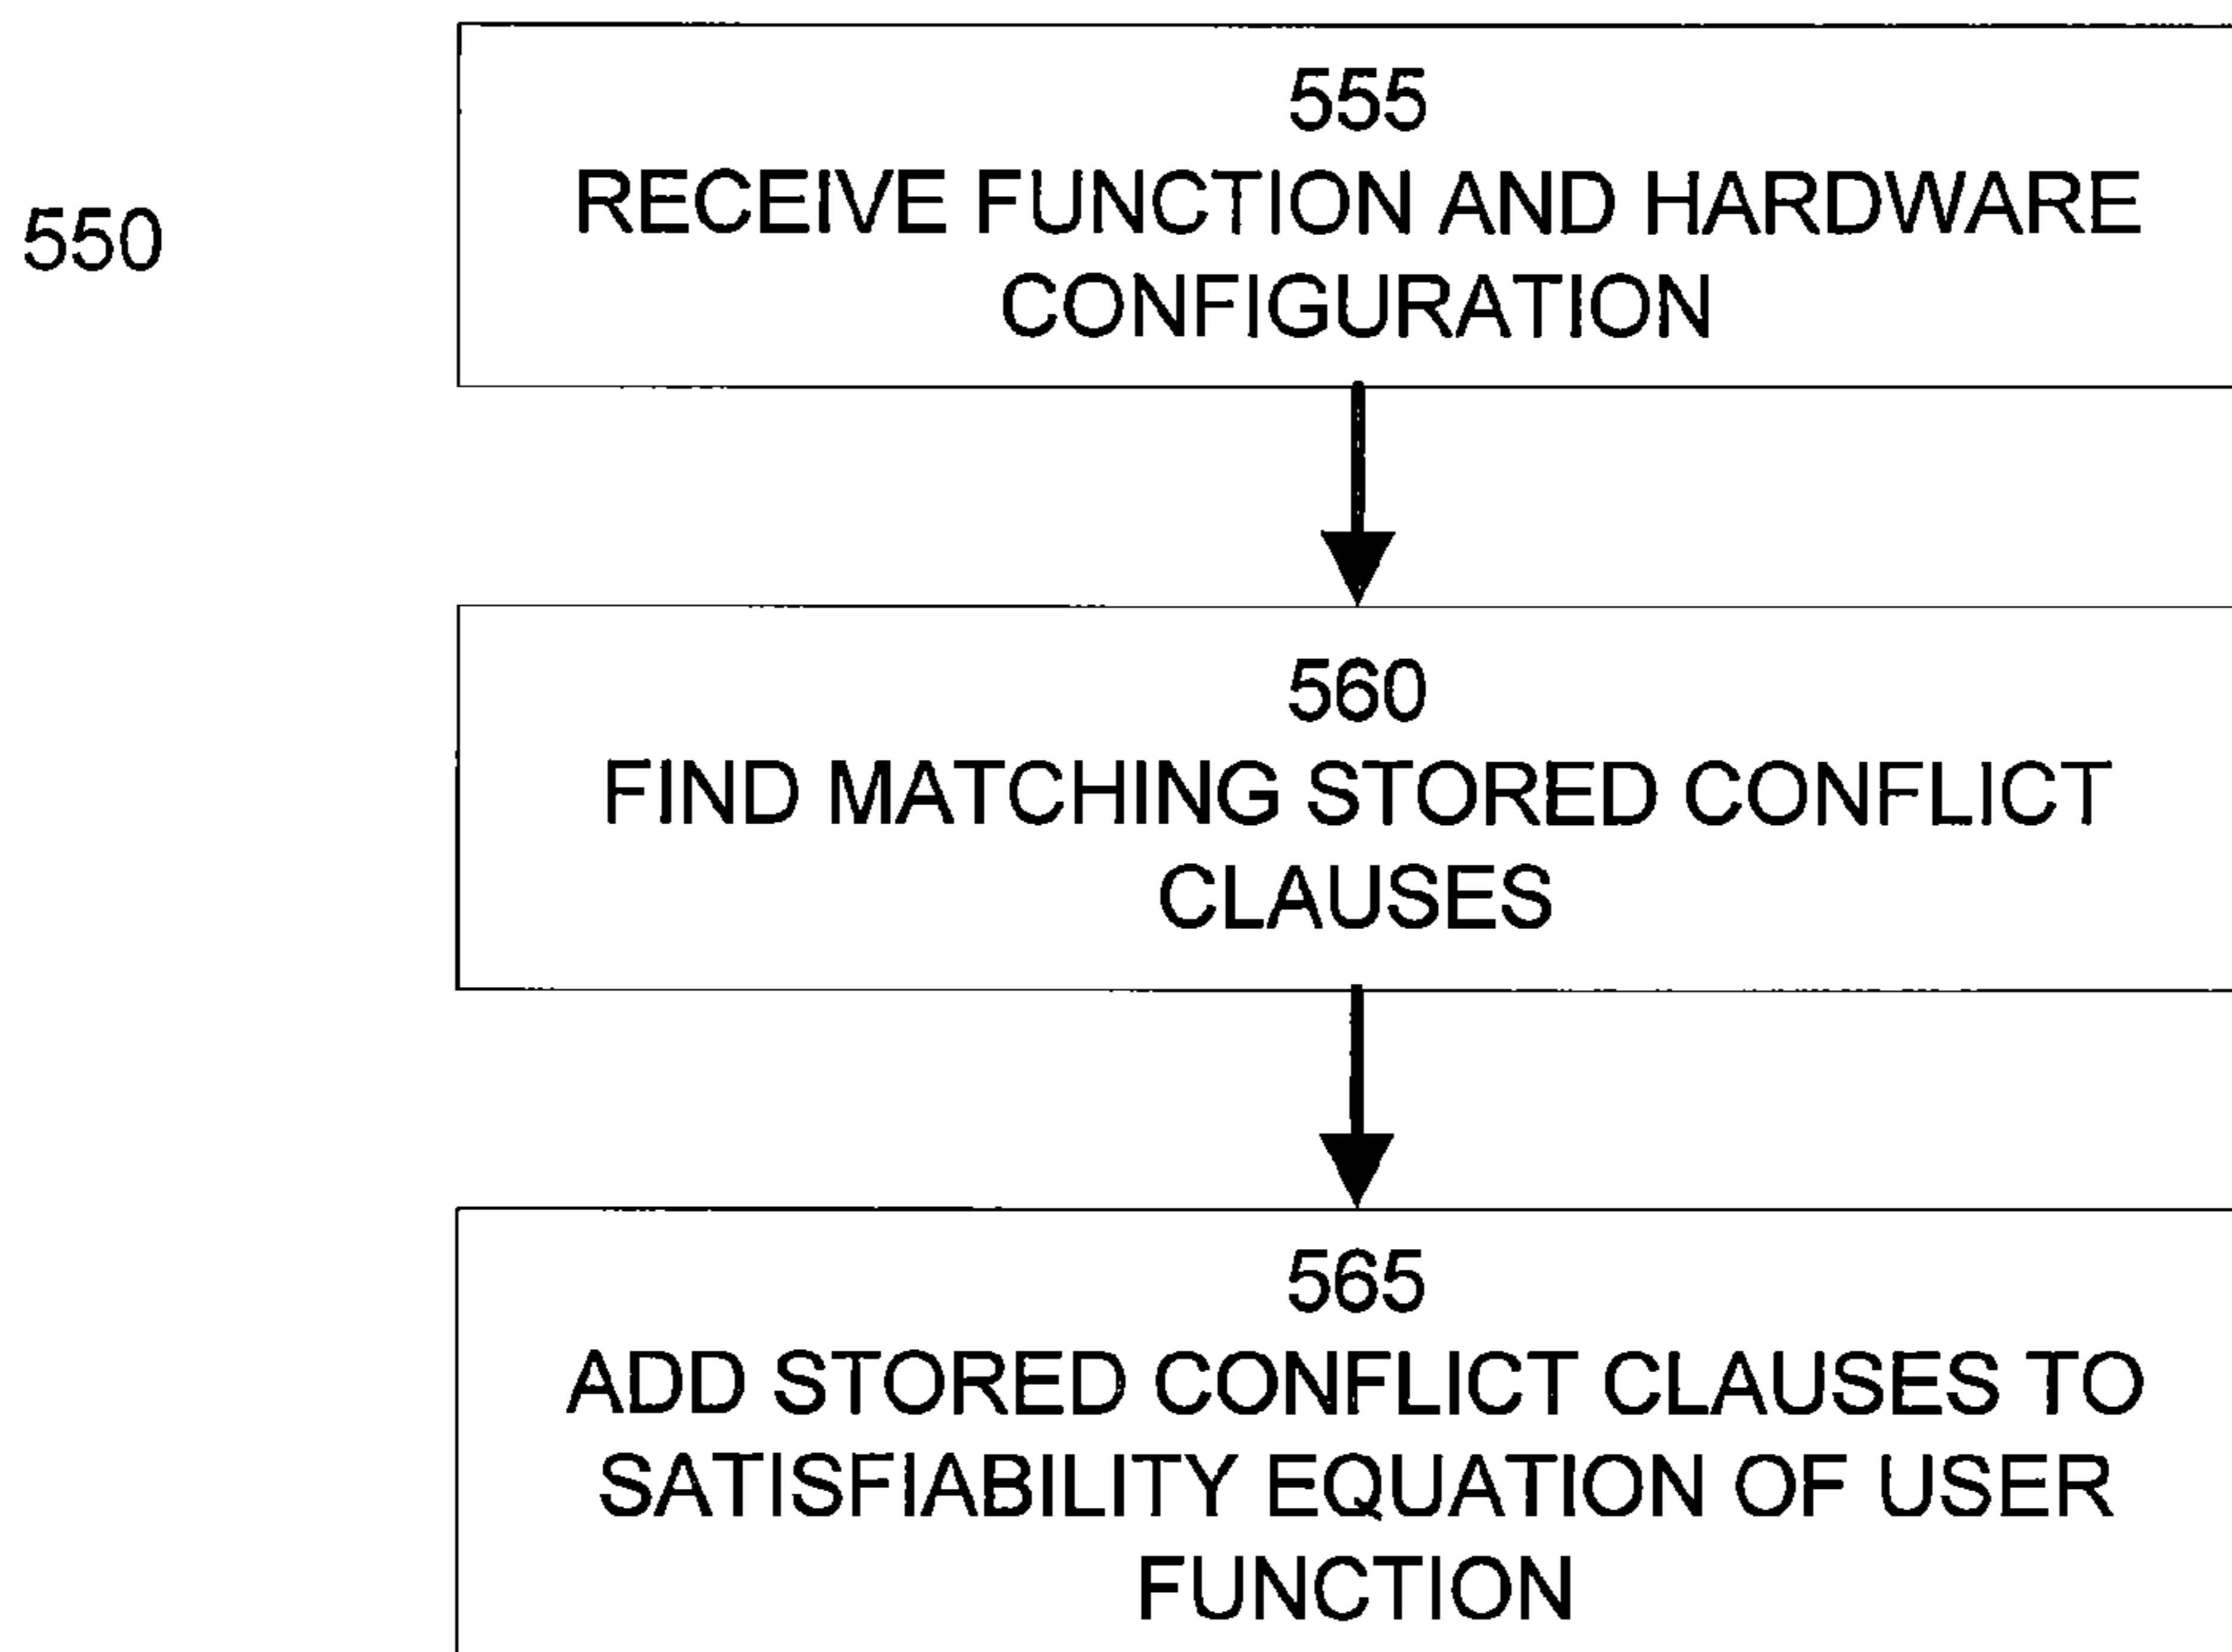 550
555
RECEIVE FUNCTION AND HARDWARE
CONFIGURATION
560
FIND MATCHING STORED CONFLICT
CLAUSES
565
ADD STORED CONFLICT CLAUSES TO
SATISFIABILITY EQUATION OF USER
FUNCTION